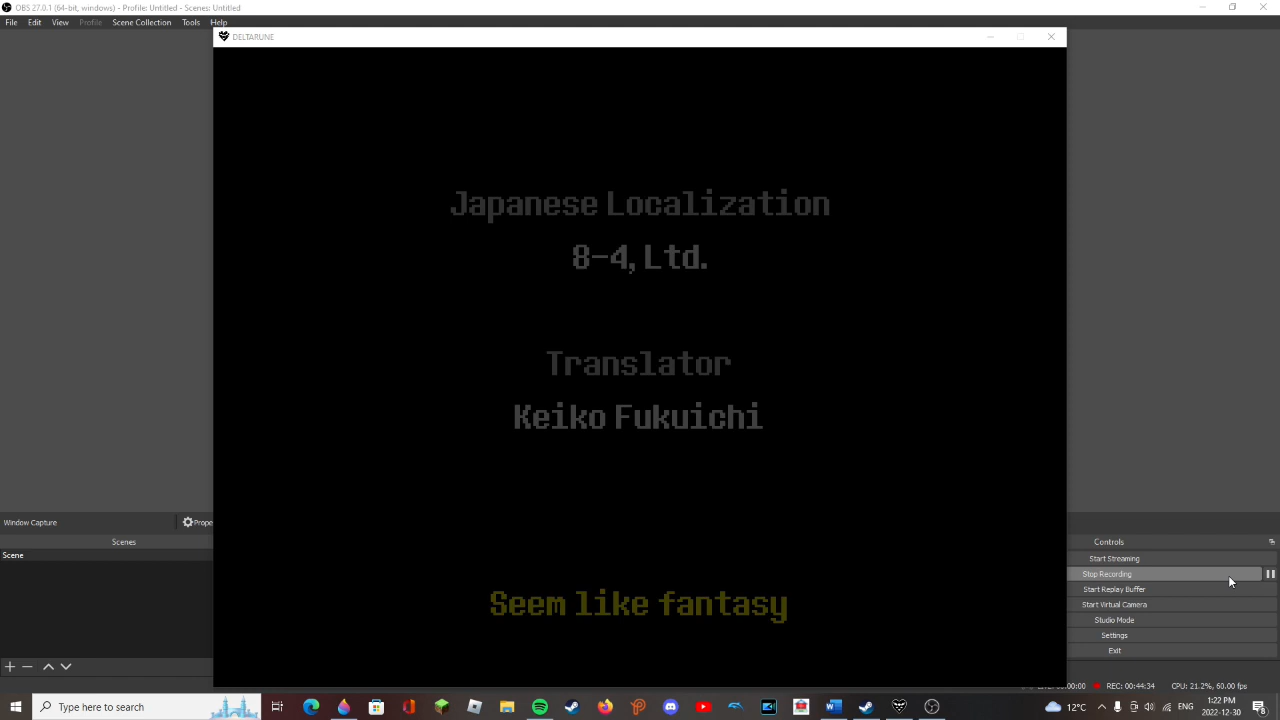 OBS 27.0.1 (64-bit, windows) - Profile: Untitled - Scenes: Untitled
File Edit View Profile Scene Collection Tools Help
DELTARUNE
Japanese Localization
8-4, Ltd.
Translator
Keiko Fukuichi
Seem like fantasy
Window Capture
Prope
Scenes
Scene
Controls
Start Streaming
Stop Recording
Start Replay Buffer
Start Virtual Camera
Studio Mode
Settings
Exit
REC: 00:44:34 CPU: 21.2%, 60.00 fps
Type here to search
12°C
ENG
1:22 PM
2022-12-30
8